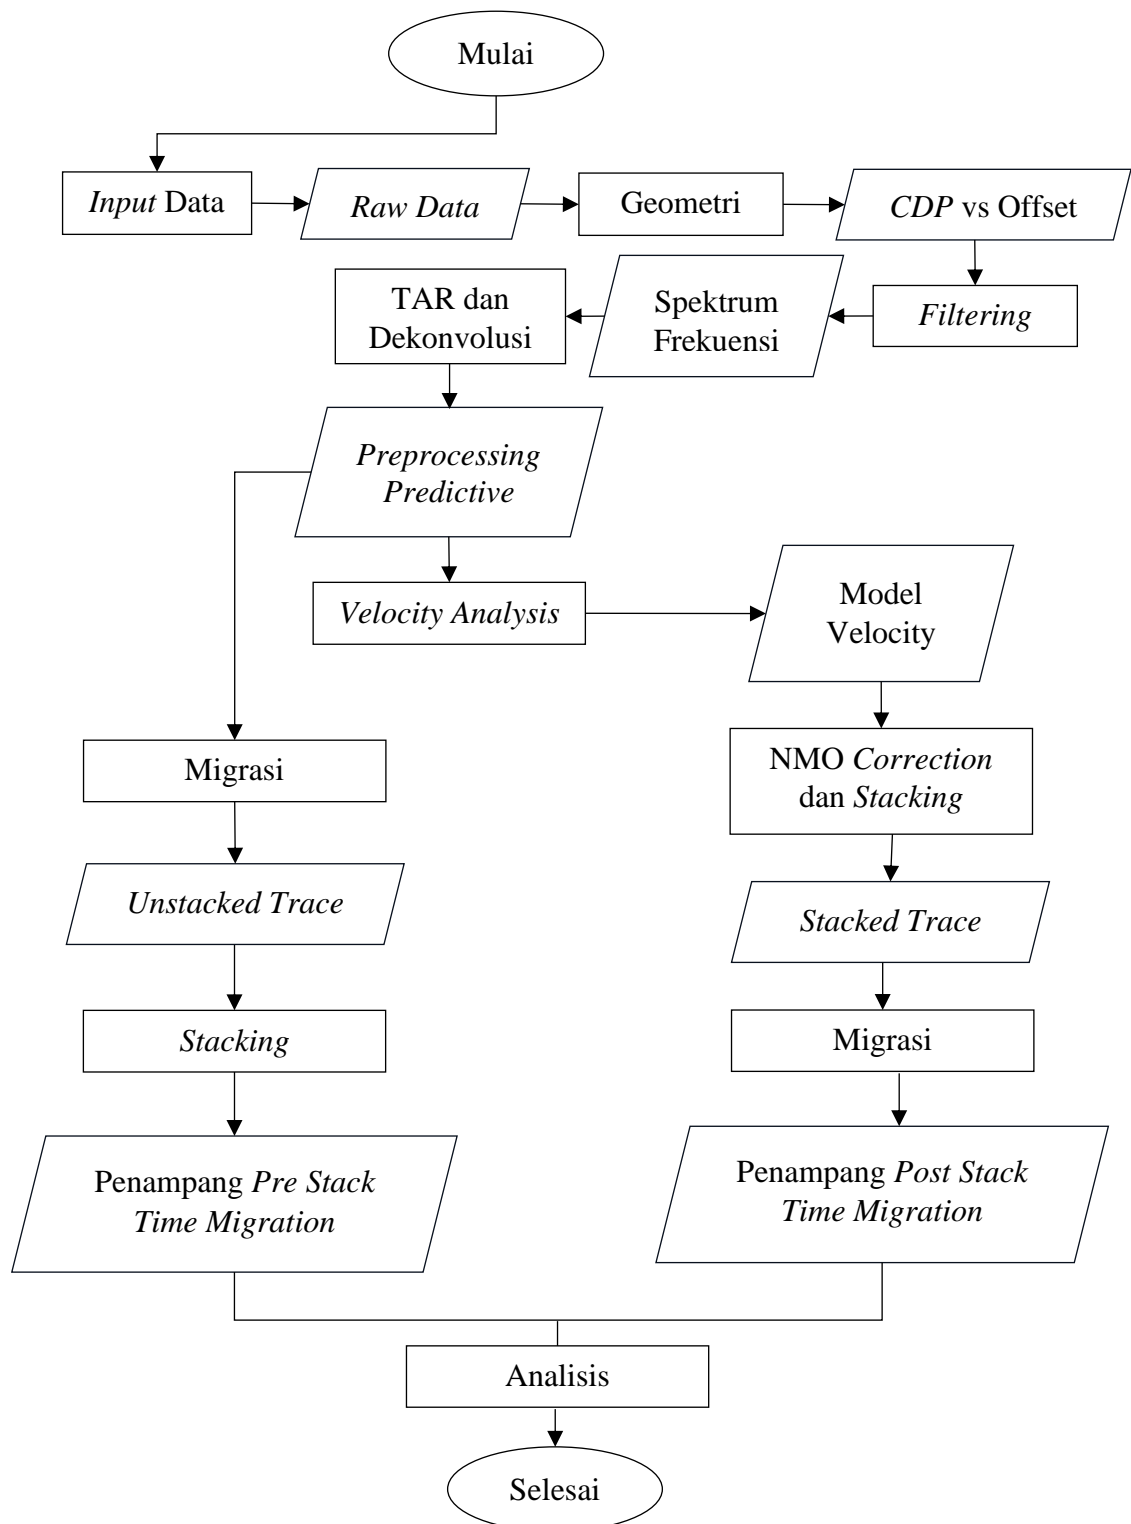 Mulai
Input Data
Raw Data
Geometri
CDP vs Offset
TAR dan
Dekonvolusi
Spektrum
Frekuensi
Filtering
Preprocessing
Predictive
Velocity Analysis
Model
Velocity
Migrasi
NMO Correction
dan Stacking
Unstacked Trace
Stacked Trace
Stacking
Migrasi
Penampang Pre Stack
Time Migration
Penampang Post Stack
Time Migration
Analisis
Selesai